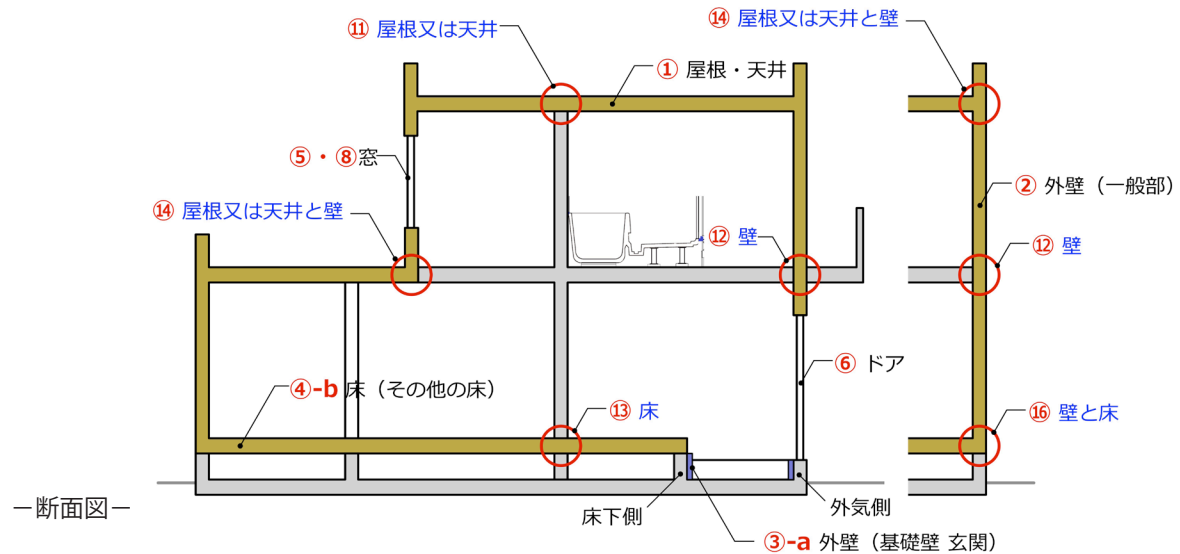 ⑪ 屋根又は天井
⑭ 屋根又は天井と壁
① 屋根・天井
⑤・⑧窓
② 外壁（一般部）
⑭ 屋根又は天井と壁
⑫ 壁
⑫ 壁
⑥ ドア
④-b 床（その他の床）
⑬ 床
⑯ 壁と床
床下側
外気側
－断面図－
③-a 外壁（基礎壁 玄関）